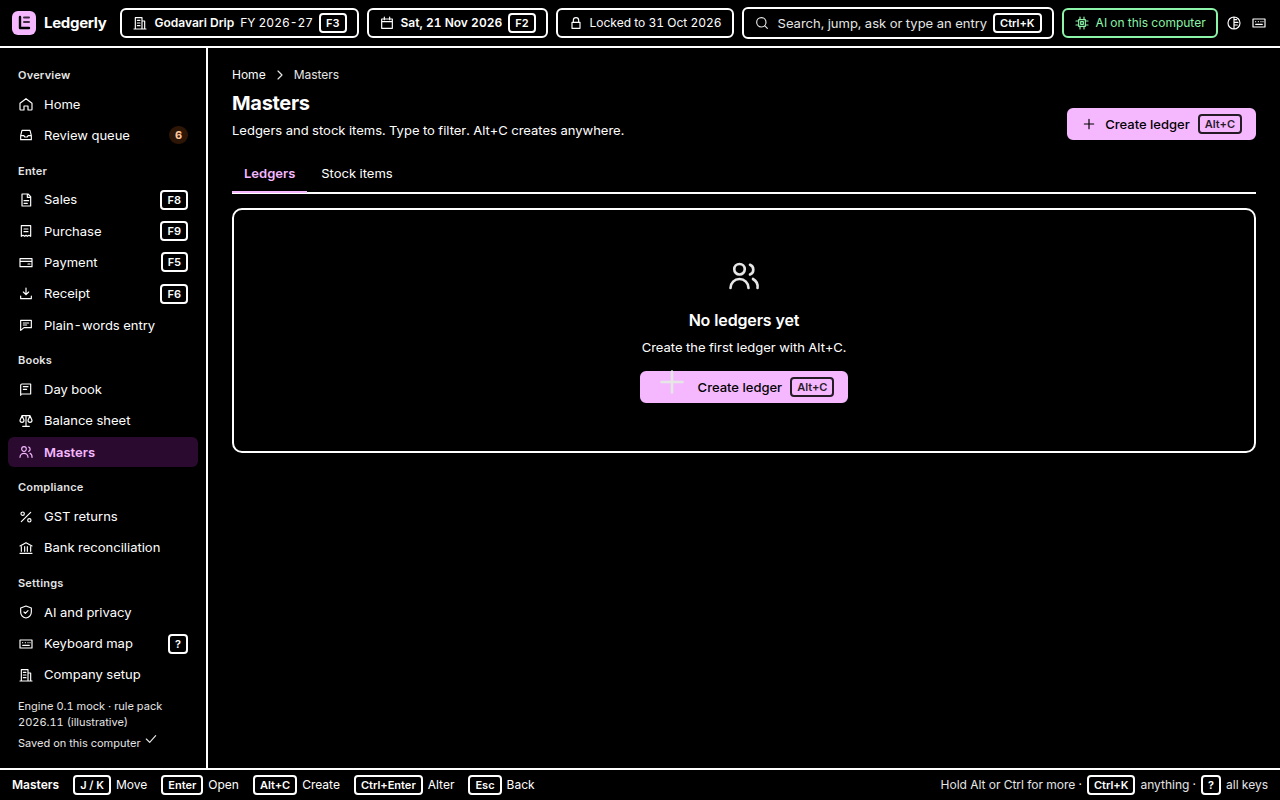 Ledgerly
Godavari Drip FY 2026-27 F3
Sat, 21 Nov 2026 F2
Locked to 31 Oct 2026
Search, jump, ask or type an entry Ctrl+K
AI on this computer
Overview
Home
Review queue 6
Enter
Sales F8
Purchase F9
Payment F5
Receipt F6
Plain-words entry
Books
Day book
Balance sheet
Masters
Compliance
GST returns
Bank reconciliation
Settings
AI and privacy
Keyboard map ?
Company setup
Engine 0.1 mock · rule pack
2026.11 (illustrative)
Saved on this computer
Home Masters
Masters
Ledgers and stock items. Type to filter. Alt+C creates anywhere.
Create ledger Alt+C
Ledgers Stock items
No ledgers yet
Create the first ledger with Alt+C.
Create ledger Alt+C
Masters J / K Move Enter Open Alt+C Create Ctrl+Enter Alter Esc Back
Hold Alt or Ctrl for more · Ctrl+K anything · ? all keys